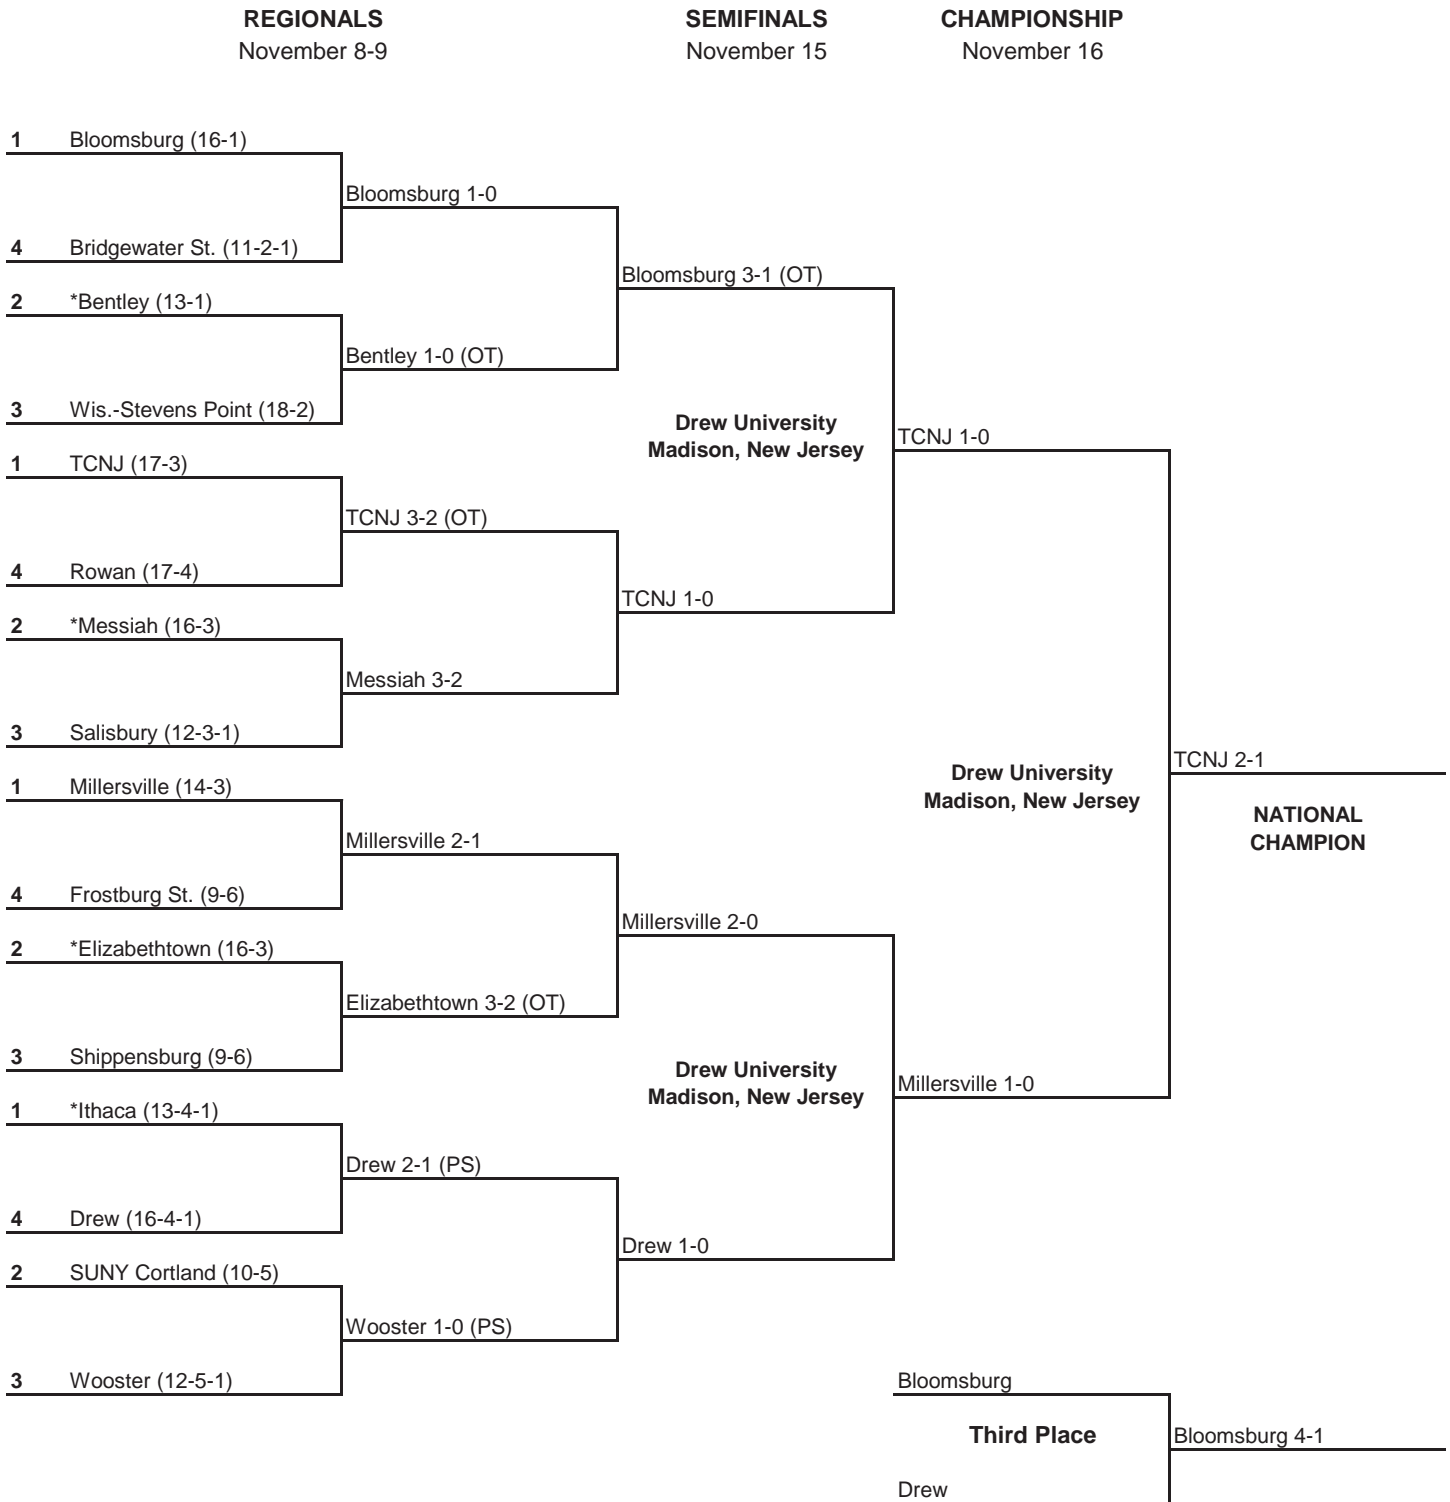 REGIONALS
November 8-9
SEMIFINALS
November 15
CHAMPIONSHIP
November 16
1 Bloomsburg (16-1)
Bloomsburg 1-0
4 Bridgewater St. (11-2-1)
Bloomsburg 3-1 (OT)
2 *Bentley (13-1)
Bentley 1-0 (OT)
3 Wis.-Stevens Point (18-2)
Drew University
Madison, New Jersey
TCNJ 1-0
1 TCNJ (17-3)
TCNJ 3-2 (OT)
4 Rowan (17-4)
TCNJ 1-0
2 *Messiah (16-3)
Messiah 3-2
3 Salisbury (12-3-1)
Drew University
Madison, New Jersey
TCNJ 2-1
NATIONAL
CHAMPION
1 Millersville (14-3)
Millersville 2-1
4 Frostburg St. (9-6)
Millersville 2-0
2 *Elizabethtown (16-3)
Elizabethtown 3-2 (OT)
3 Shippensburg (9-6)
Drew University
Madison, New Jersey
Millersville 1-0
1 *Ithaca (13-4-1)
Drew 2-1 (PS)
4 Drew (16-4-1)
Drew 1-0
2 SUNY Cortland (10-5)
Wooster 1-0 (PS)
3 Wooster (12-5-1)
Bloomsburg
Third Place
Bloomsburg 4-1
Drew